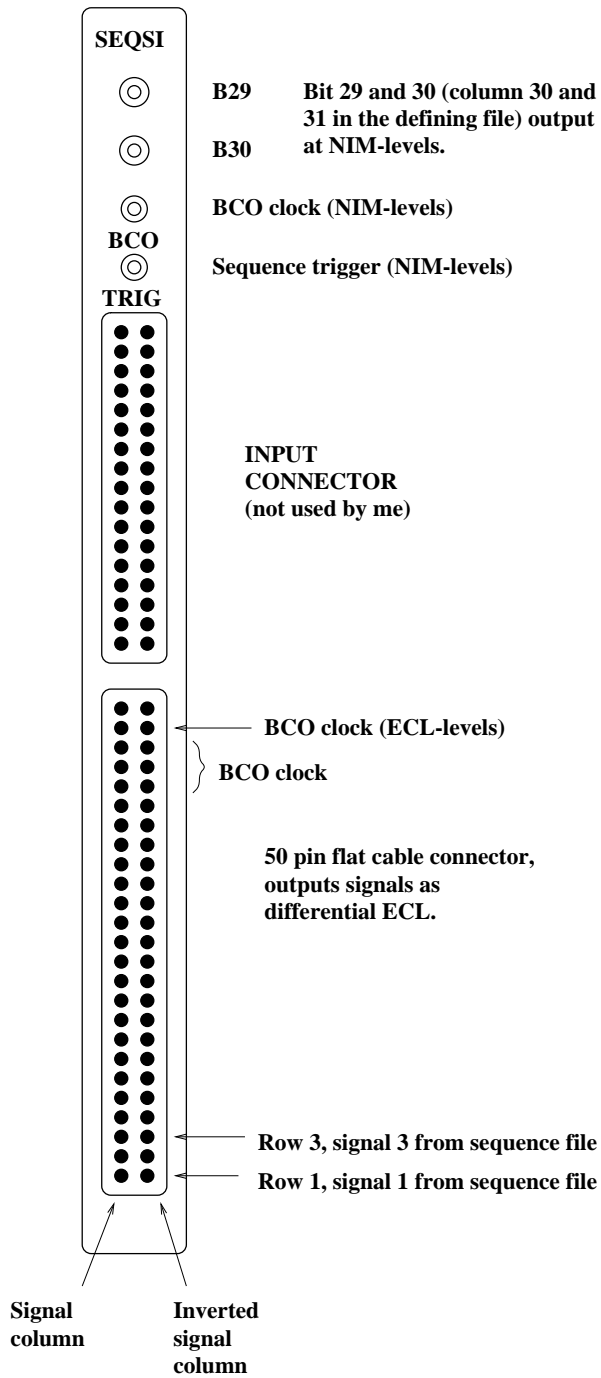 SEQSI
B29
Bit 29 and 30 (column 30 and
31 in the defining file) output
at NIM-levels.
B30
BCO clock (NIM-levels)
BCO
Sequence trigger (NIM-levels)
TRIG
INPUT
CONNECTOR
(not used by me)
BCO clock (ECL-levels)
BCO clock
50 pin flat cable connector,
outputs signals as
differential ECL.
Row 3, signal 3 from sequence file
Row 1, signal 1 from sequence file
Signal
column
Inverted
signal
column